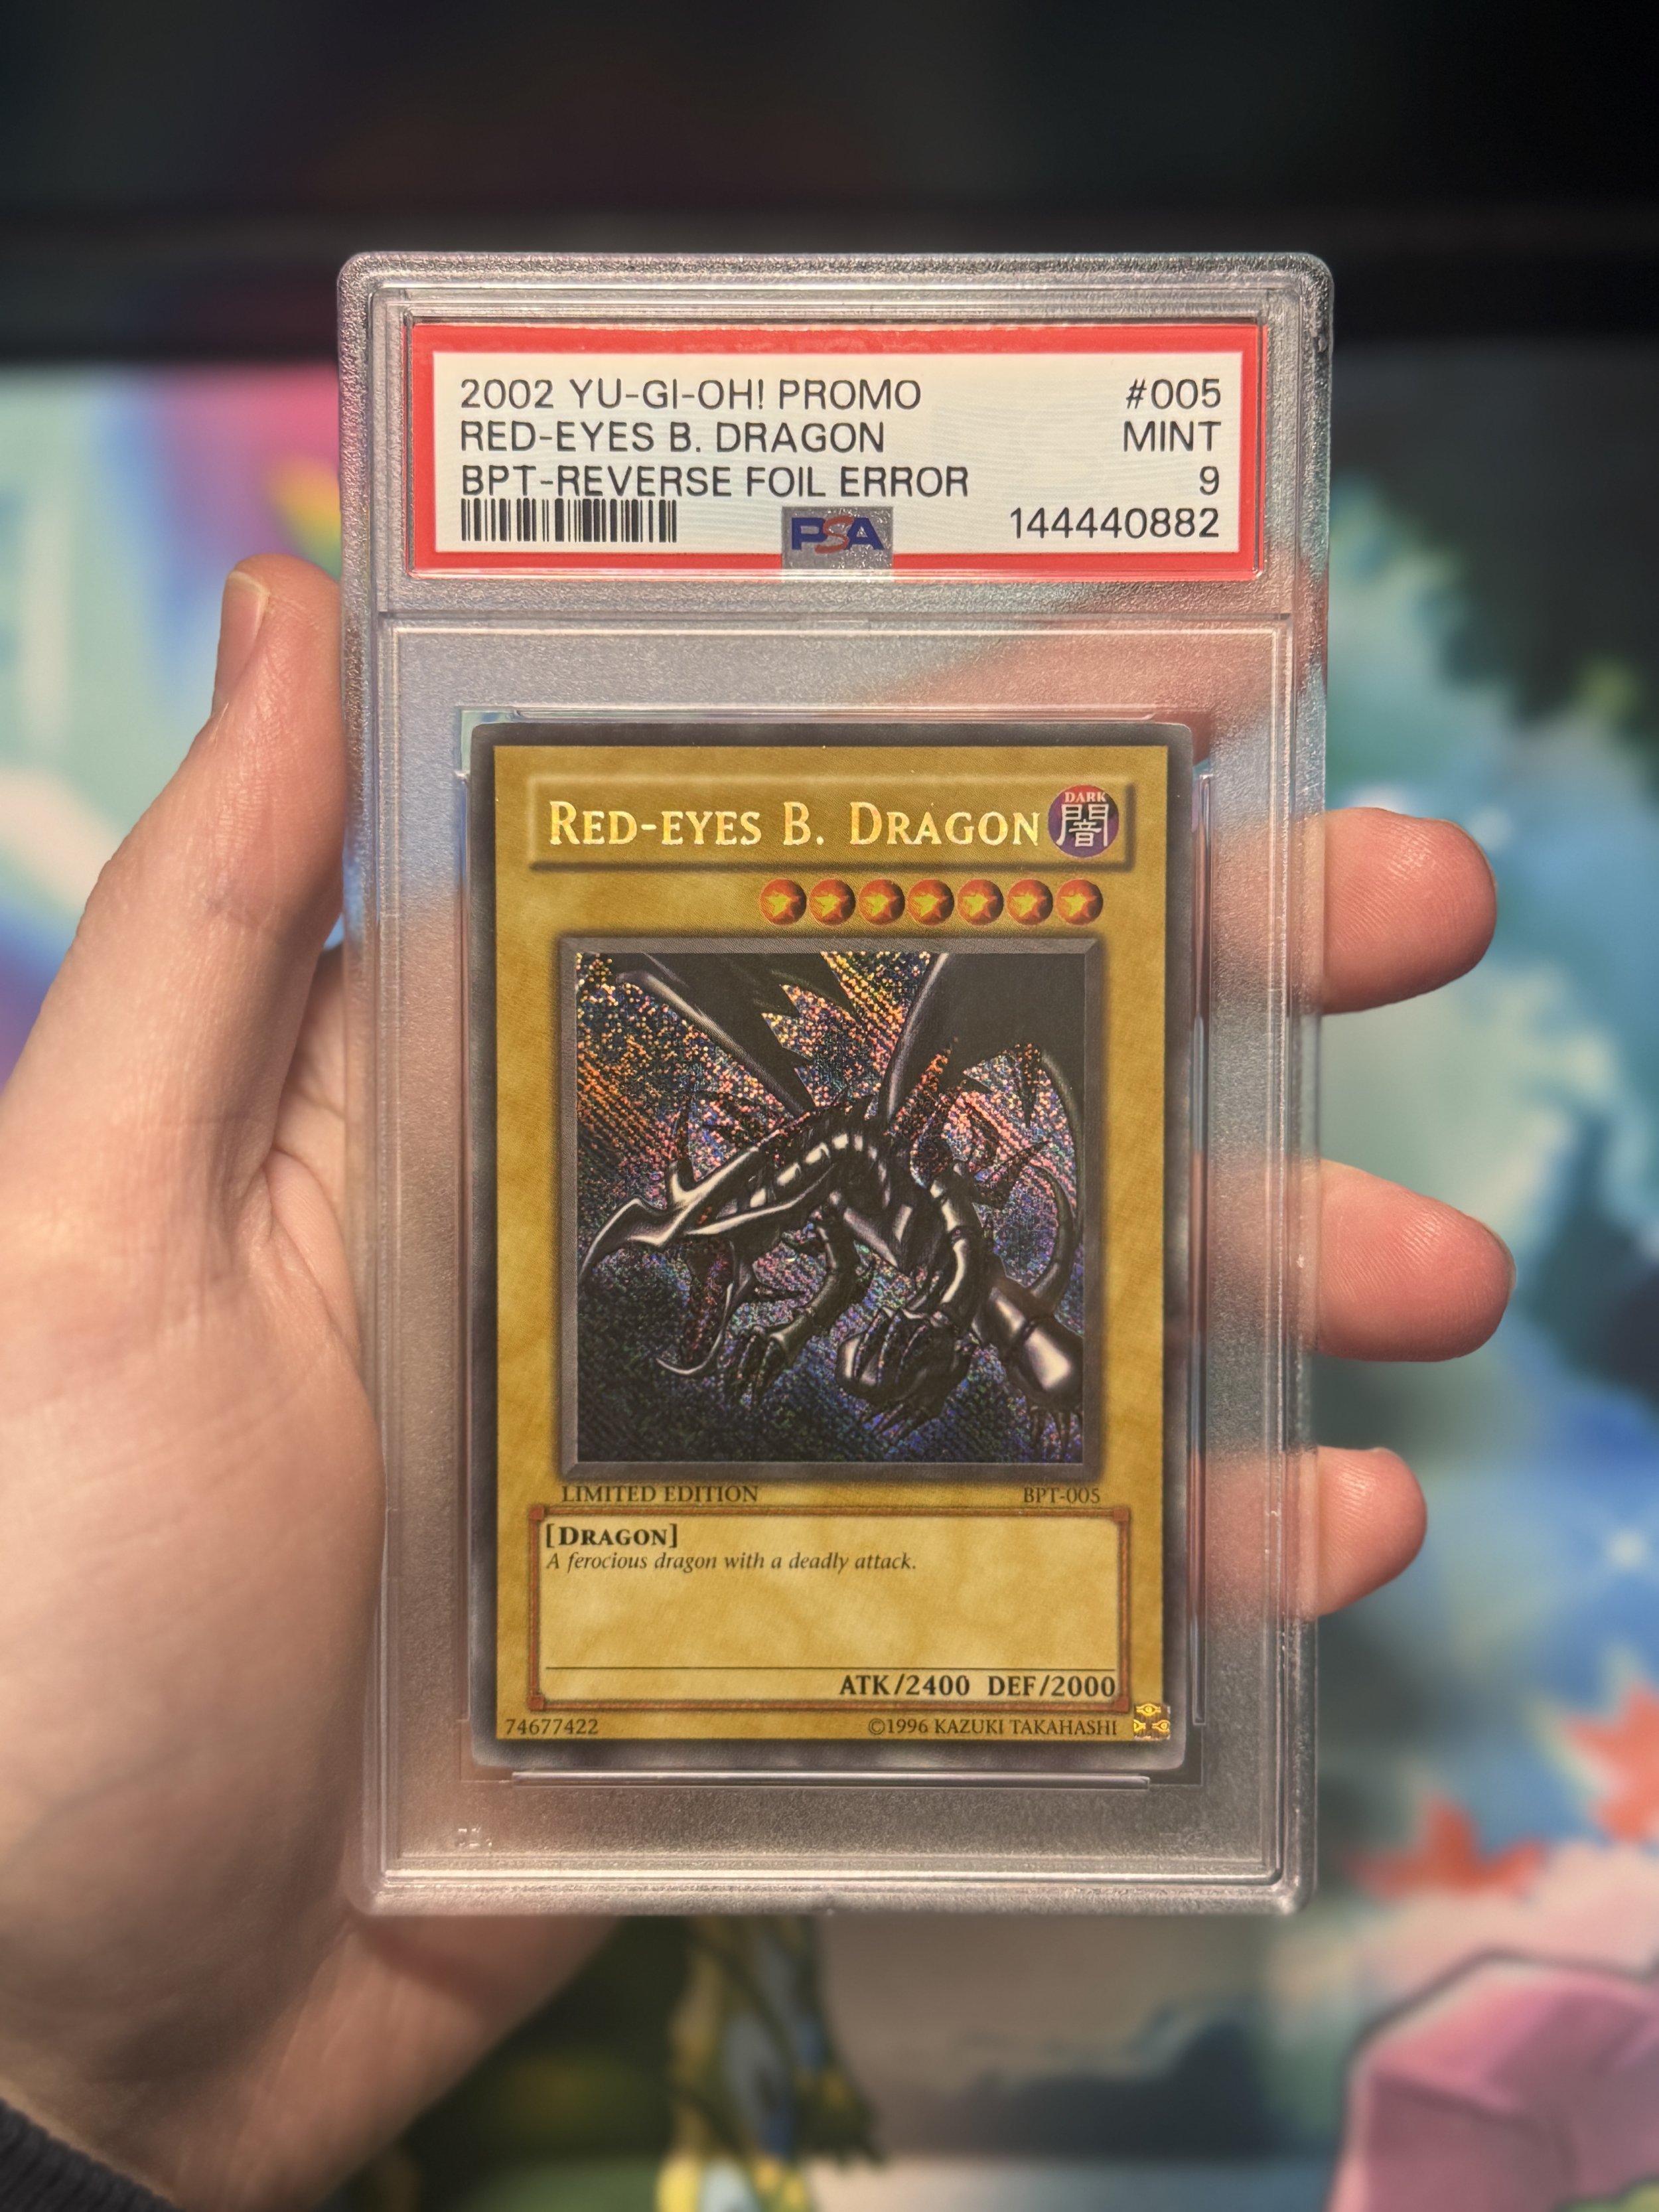 2002 YU-GI-OH! PROMO #005
RED-EYES B. DRAGON MINT
BPT-REVERSE FOIL ERROR 9
PSA 144440882
RED-EYES B. DRAGON
DARK
闇
LIMITED EDITION BPT-005
[DRAGON]
A ferocious dragon with a deadly attack.
ATK/2400 DEF/2000
74677422 ©1996 KAZUKI TAKAHASHI